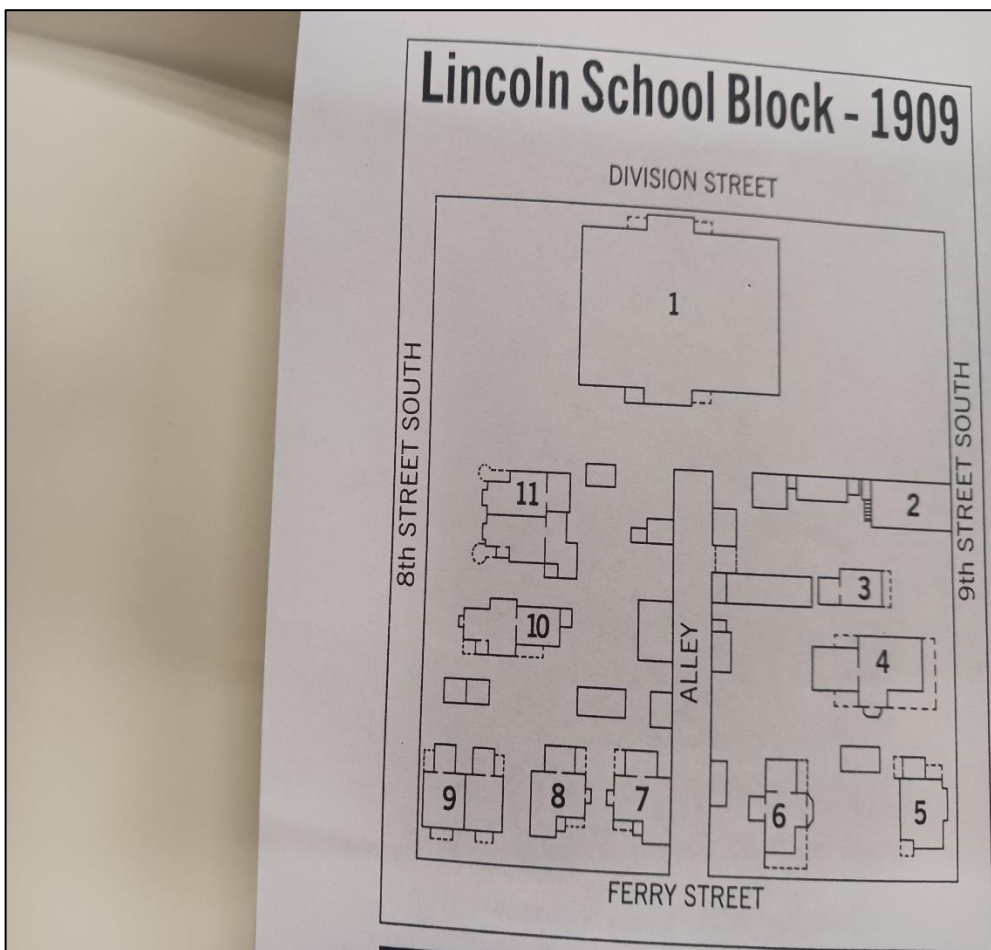 Lincoln School Block - 1909
DIVISION STREET
8th STREET SOUTH
9th STREET SOUTH
1
2
3
4
5
6
7
8
9
10
11
ALLEY
FERRY STREET